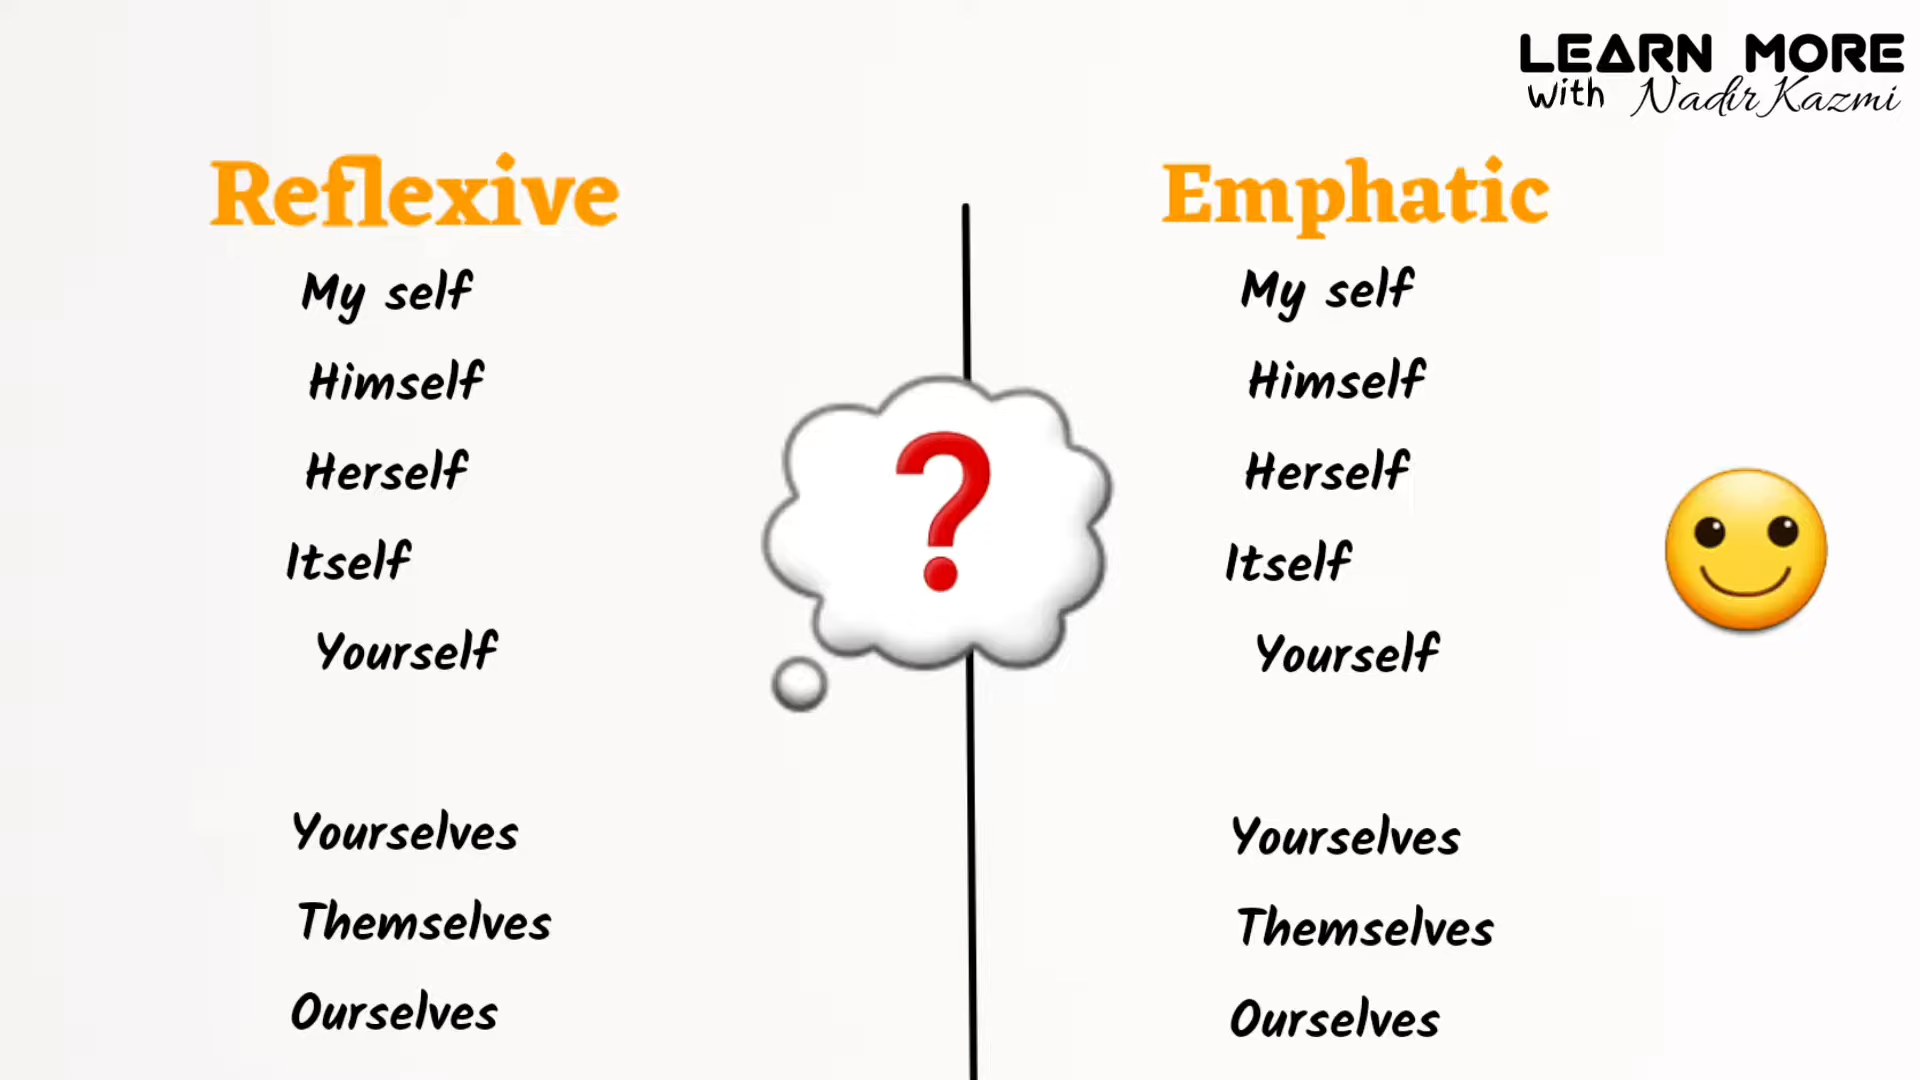 LEARN MORE
With Nadir Kazmi
Reflexive
My self
Himself
Herself
Itself
Yourself
Yourselves
Themselves
Ourselves
?
Emphatic
My self
Himself
Herself
Itself
Yourself
Yourselves
Themselves
Ourselves